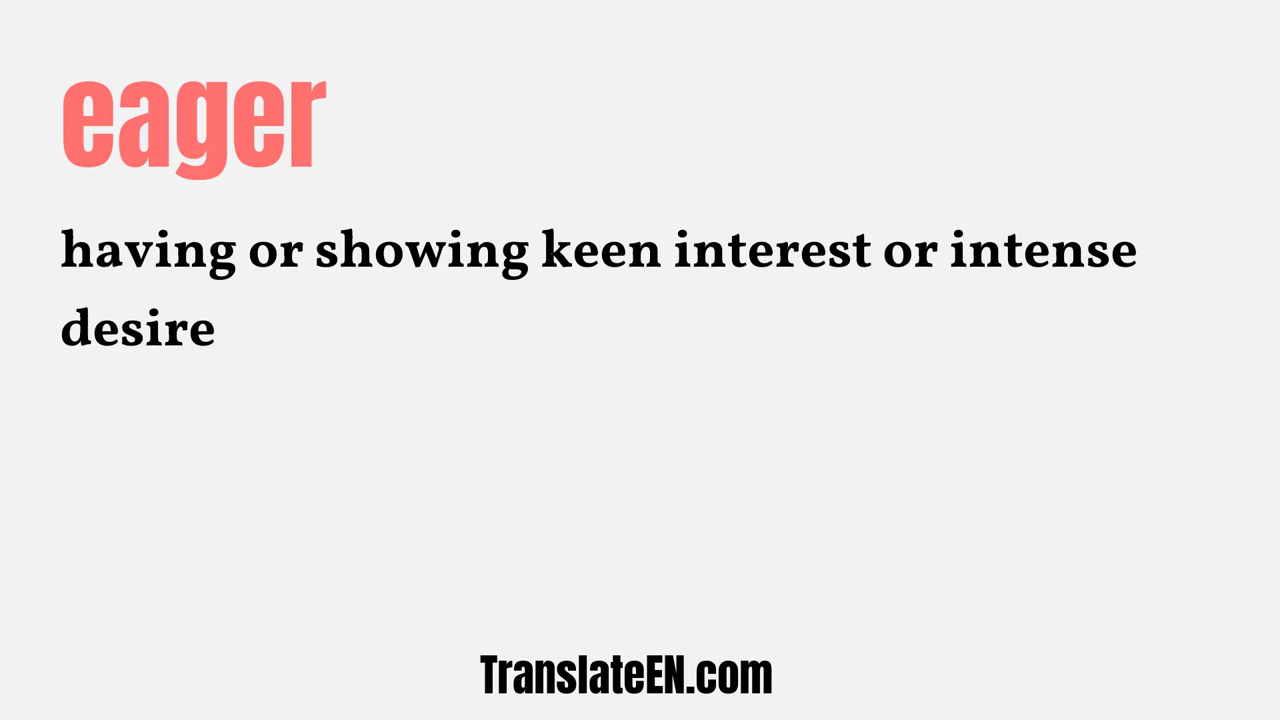 eager
having or showing keen interest or intense
desire
TranslateEN.com